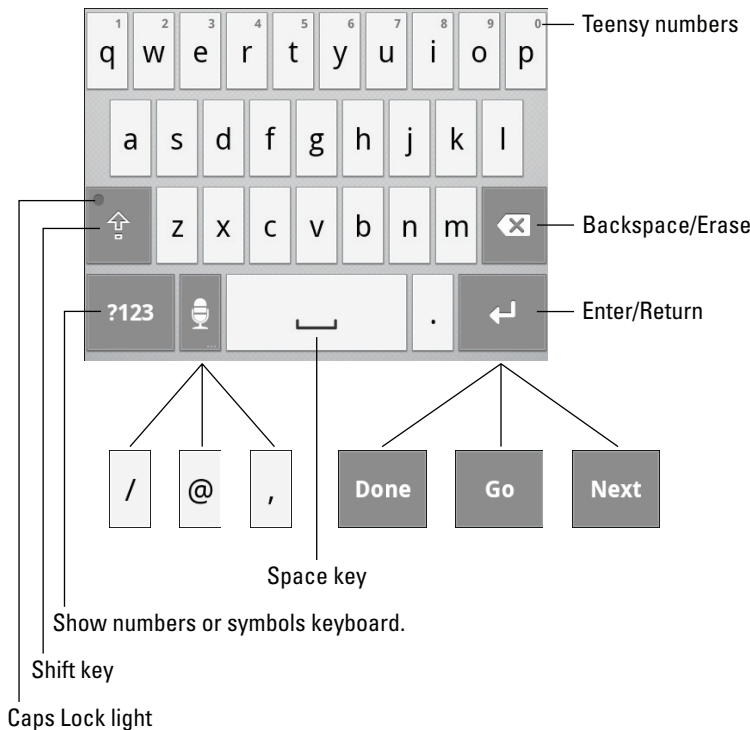 1 2 3 4 5 6 7 8 9 0 Teensy numbers
q w e r t y u i o p
a s d f g h j k l
z x c v b n m Backspace/Erase
?123 . Enter/Return
/ @ , Done Go Next
Space key
Show numbers or symbols keyboard.
Shift key
Caps Lock light